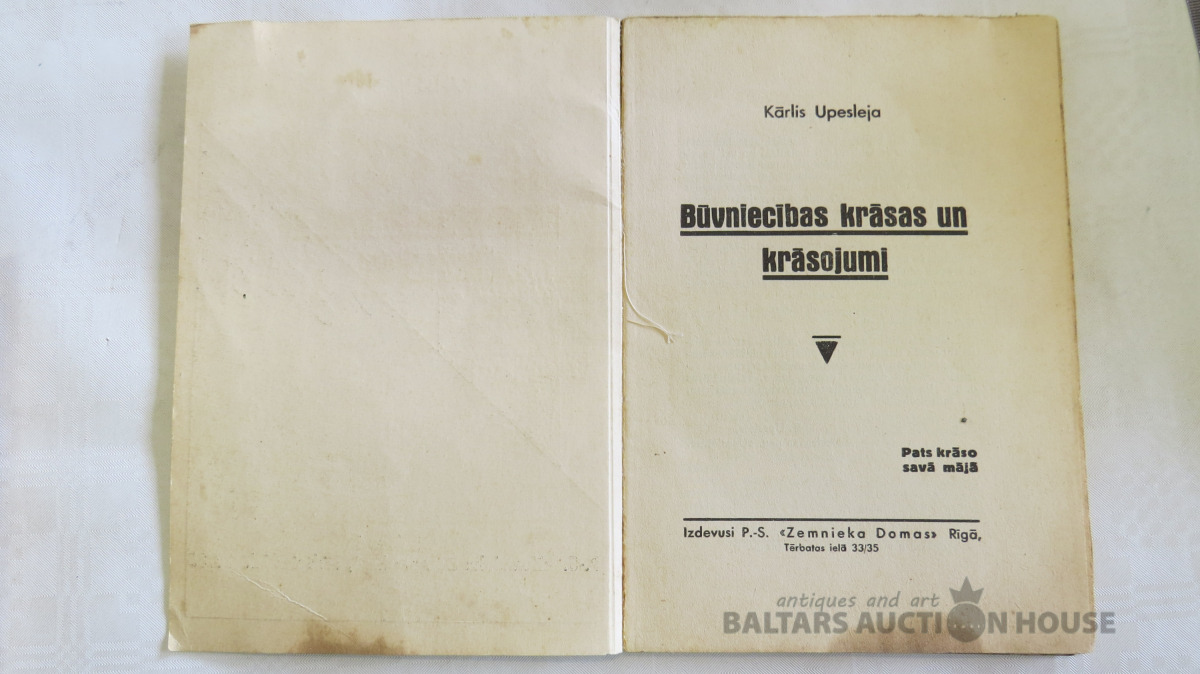 Kārlis Upesleja
Būvniecības krāsas un
krāsojumi
Pats krāso
savā mājā
Izdevusi P.-S. «Zemnieka Domas» Rīgā,
Tērbatas ielā 33/35
antiques and art
BALTARS AUCTION HOUSE